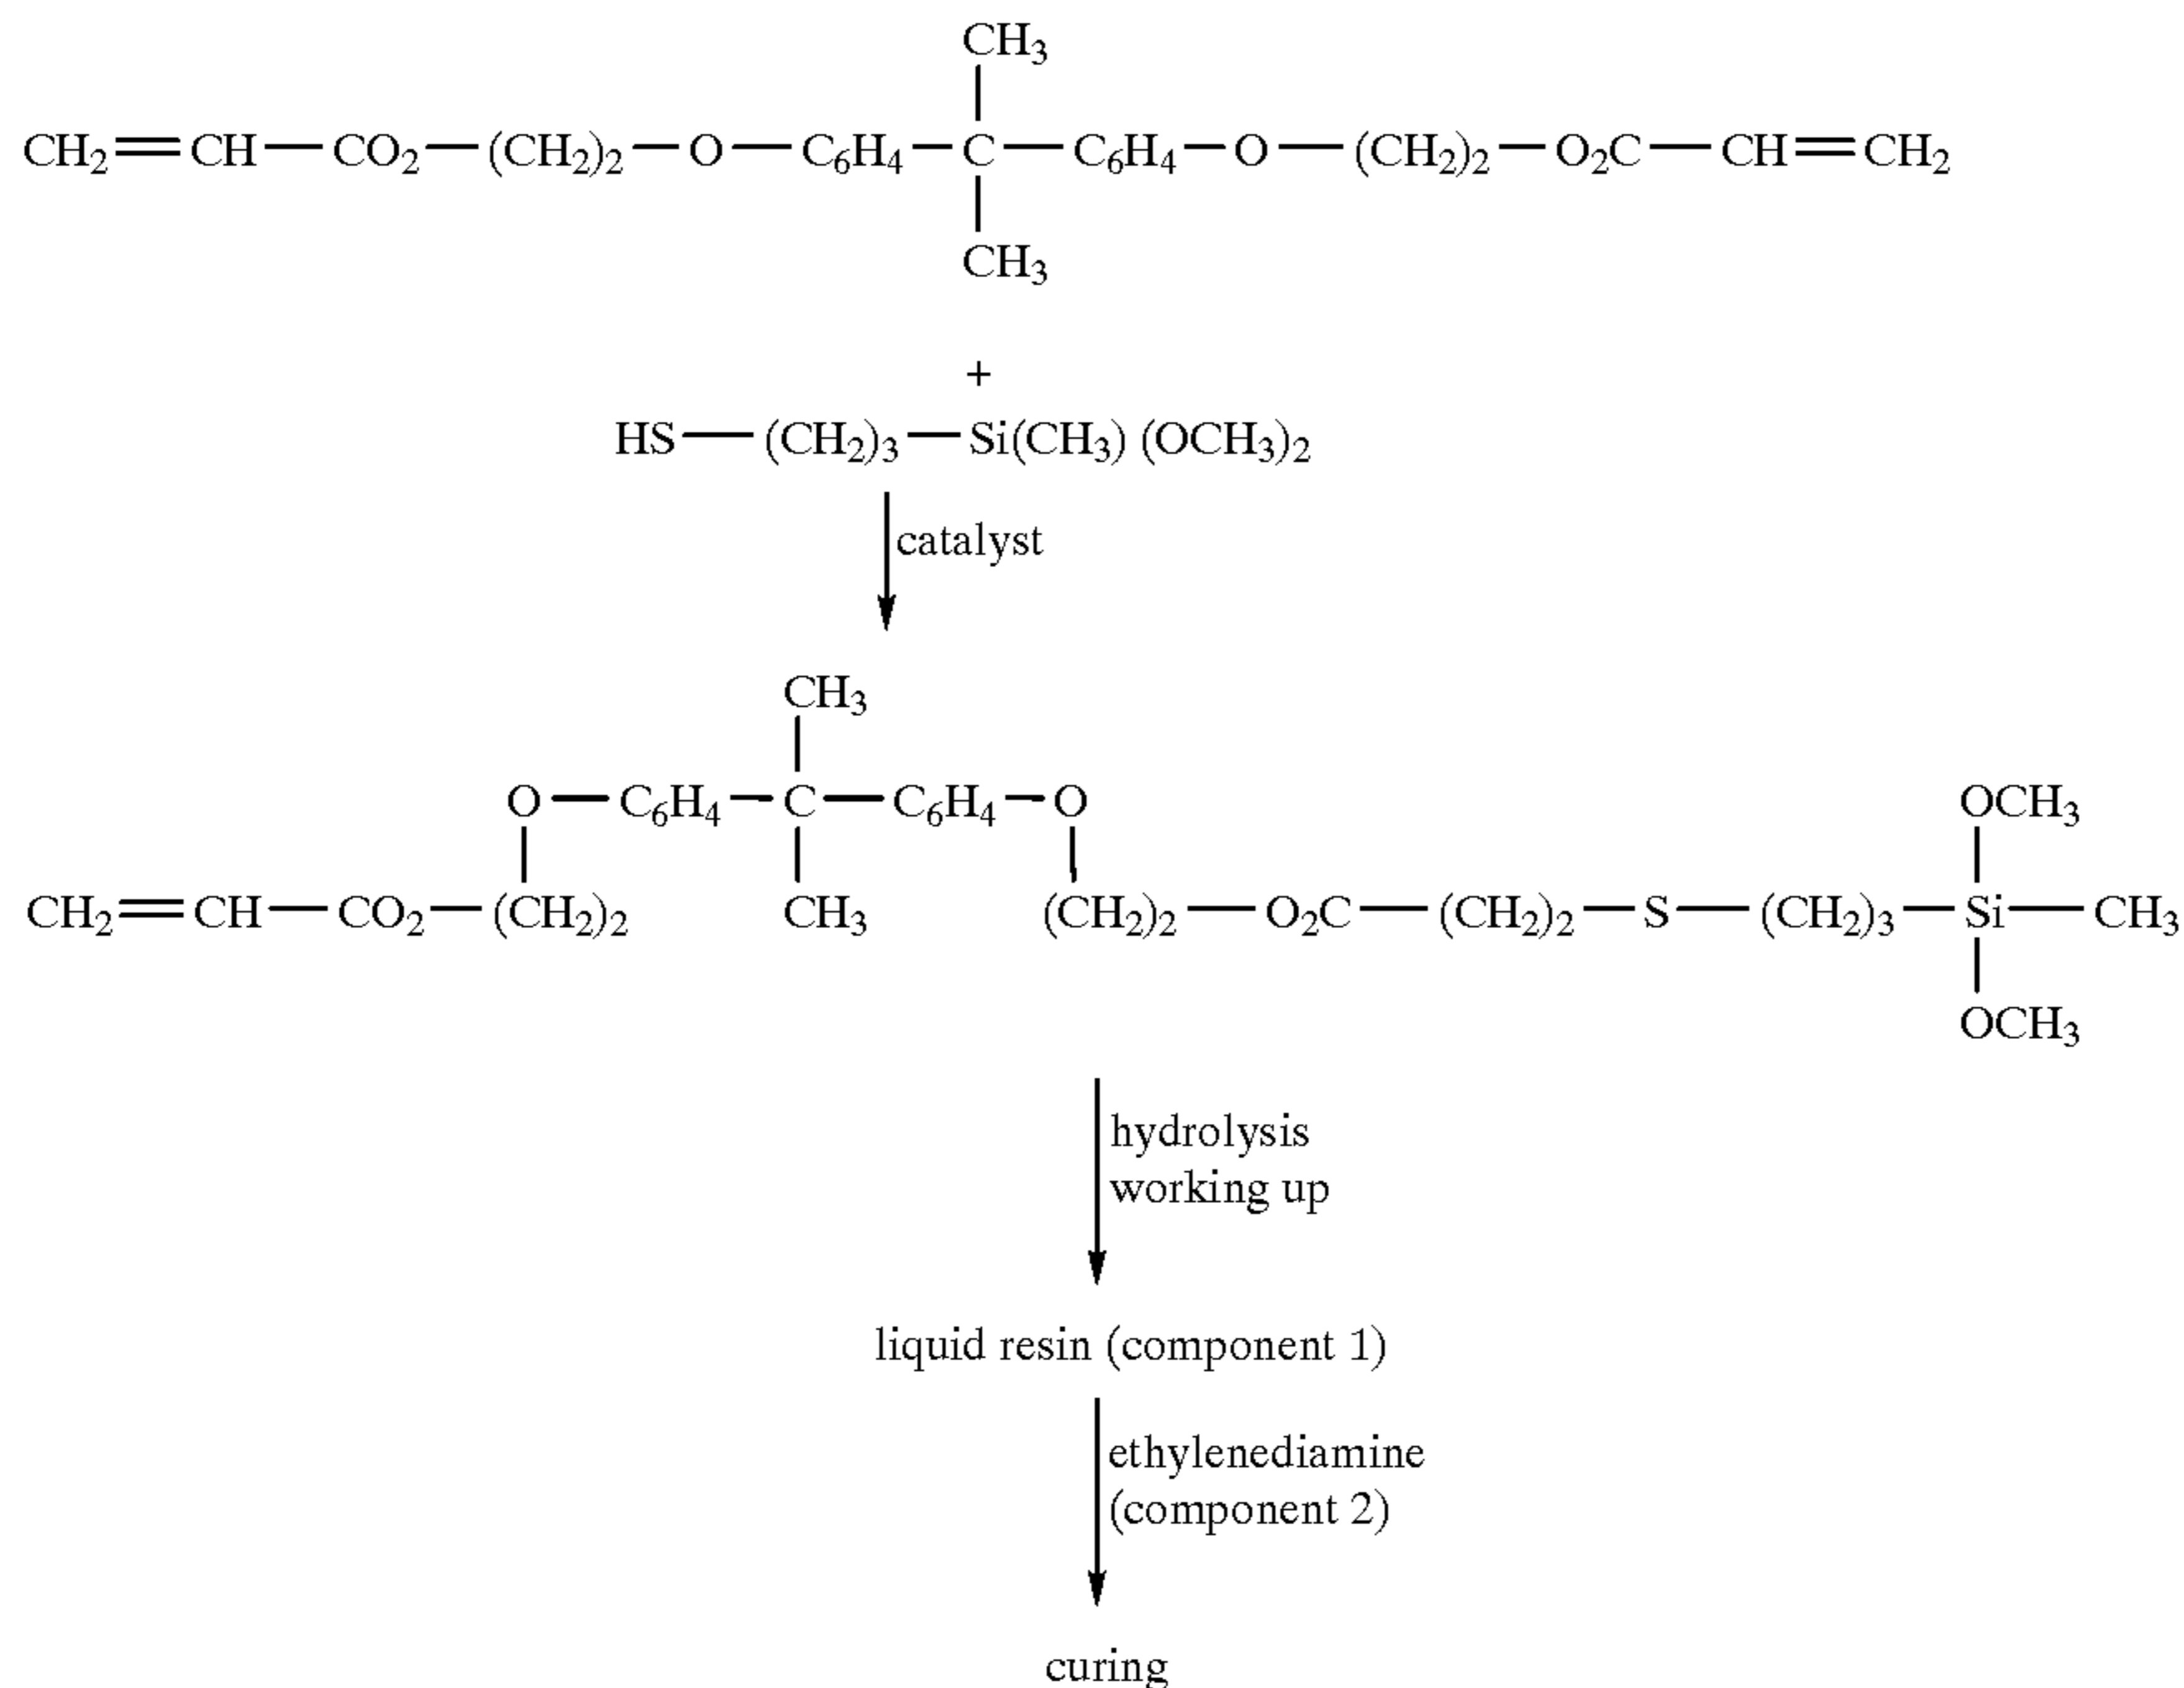 CH3
CH2=CH—CO2—(CH2)2—O—C6H4—C—C6H4—O—(CH2)2—O2C—CH=CH2
CH3
+
HS—(CH2)3—Si(CH3)(OCH3)2
catalyst
CH3
O—C6H4—C—C6H4—O
OCH3
CH2=CH—CO2—(CH2)2
CH3
(CH2)2—O2C—(CH2)2—S—(CH2)3—Si—CH3
OCH3
hydrolysis
working up
liquid resin (component 1)
ethylenediamine
(component 2)
curing